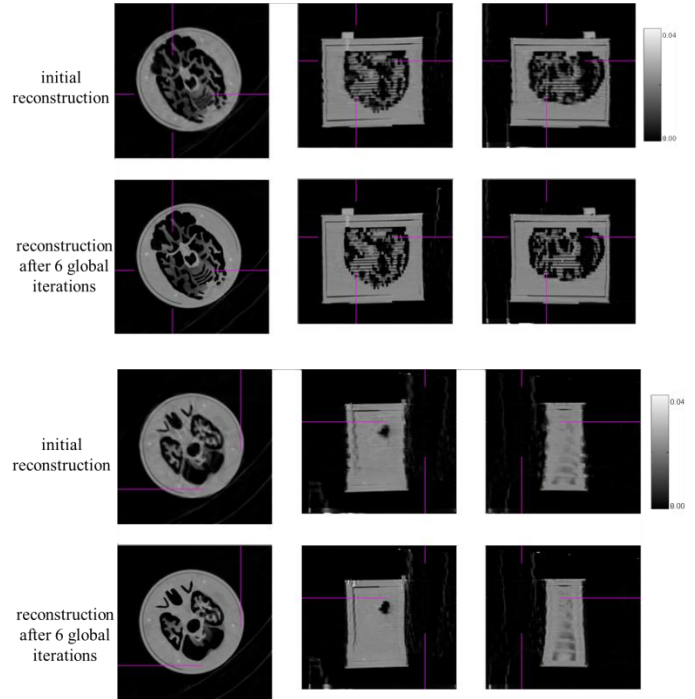 0.04
initial
reconstruction
0.00
reconstruction
after 6 global
iterations
0.04
initial
reconstruction
0.00
reconstruction
after 6 global
iterations